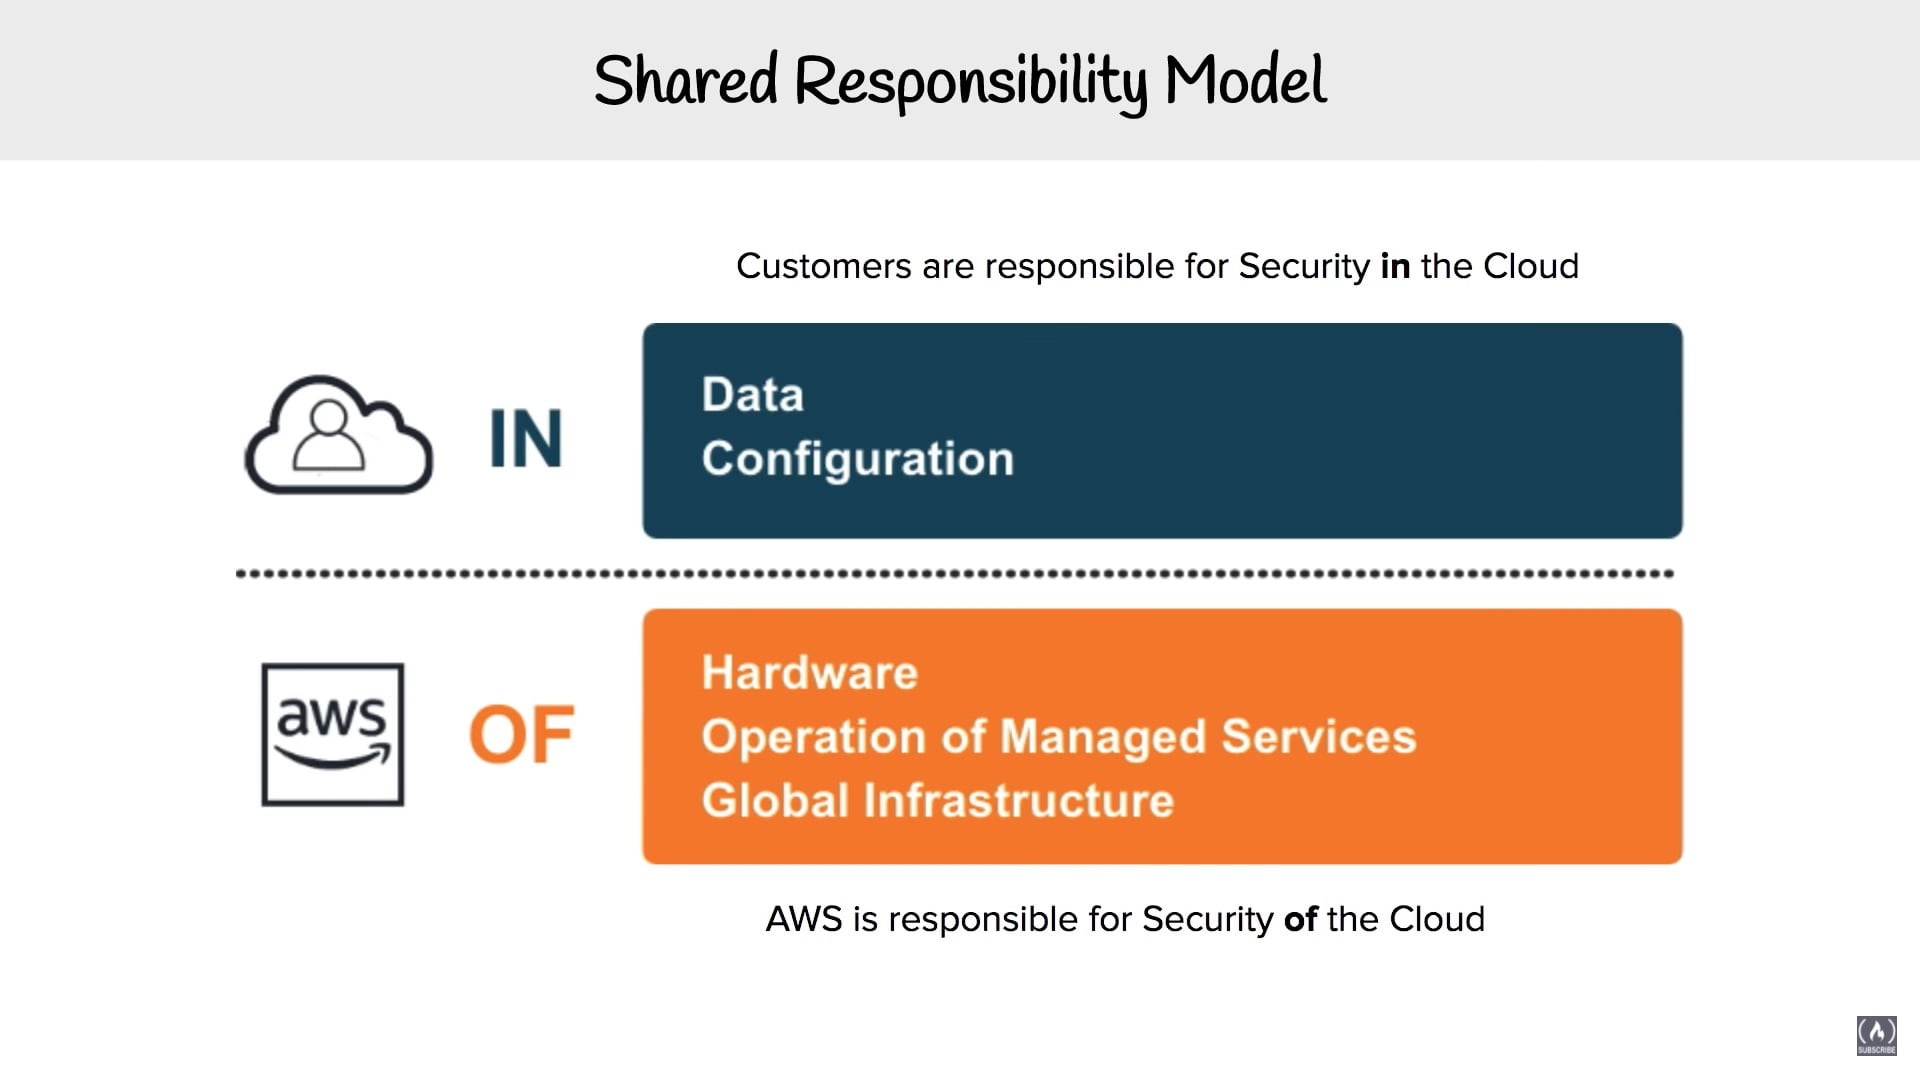 Shared Responsibility Model
Customers are responsible for Security in the Cloud
IN
Data
Configuration
aws
OF
Hardware
Operation of Managed Services
Global Infrastructure
AWS is responsible for Security of the Cloud
SUBSCRIBE